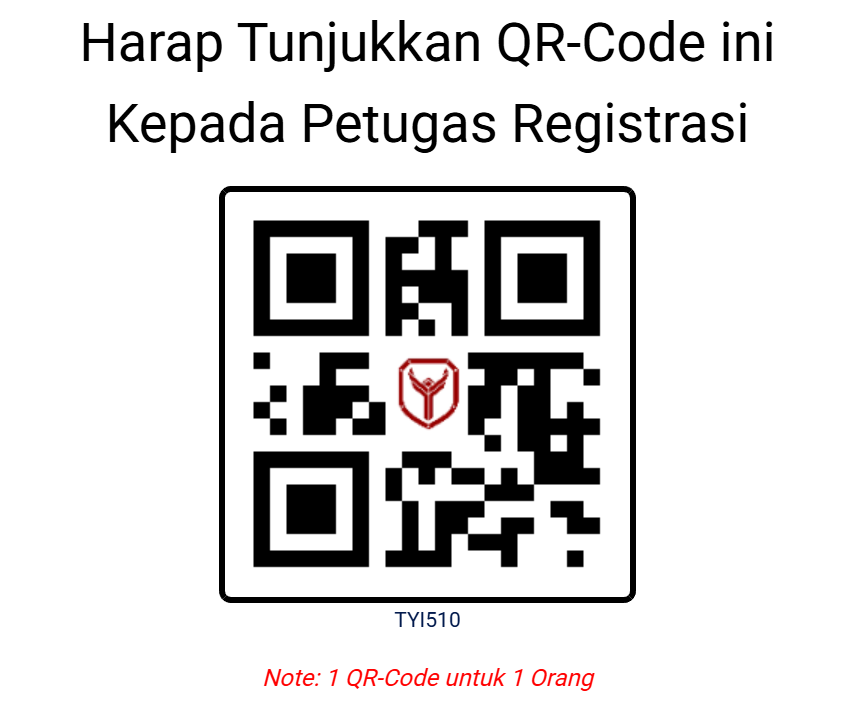 Harap Tunjukkan QR-Code ini
Kepada Petugas Registrasi
TYI510
Note: 1 QR-Code untuk 1 Orang